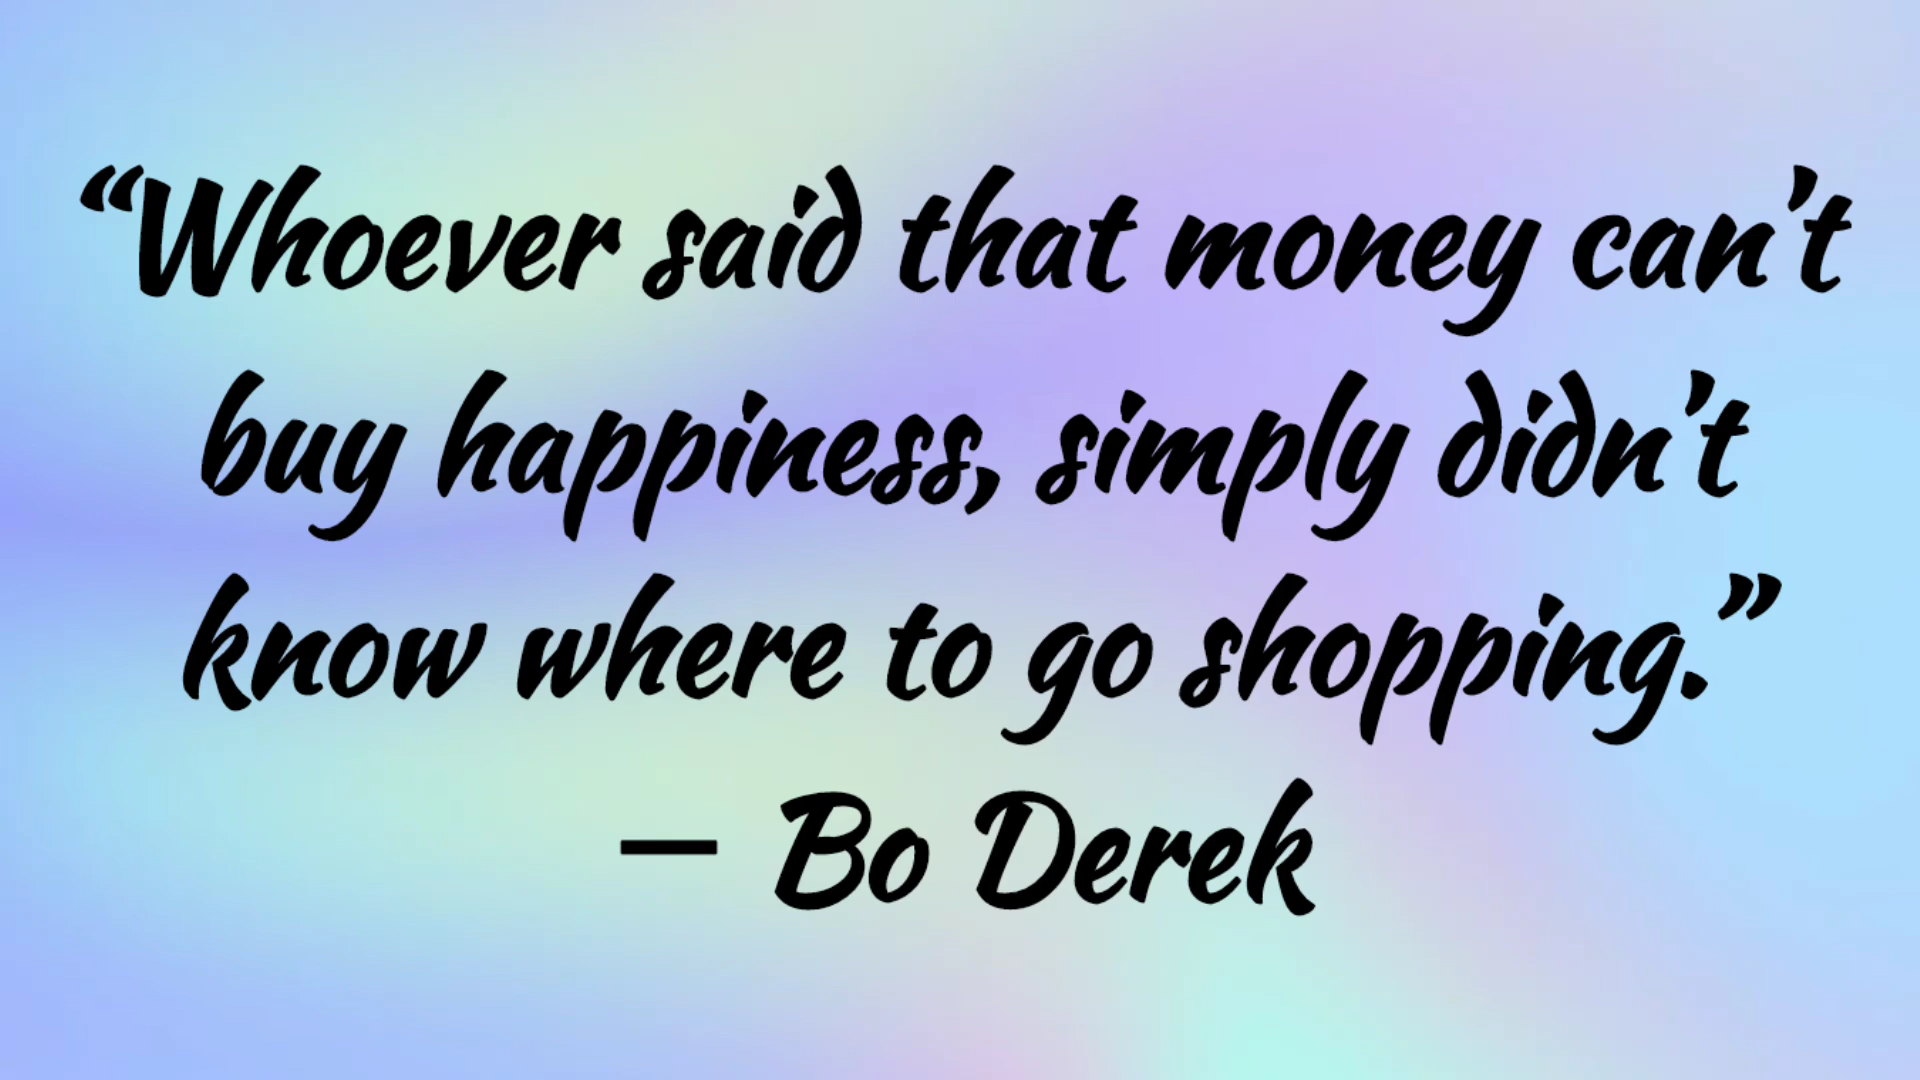 “Whoever said that money can’t
buy happiness, simply didn’t
know where to go shopping.”
— Bo Derek